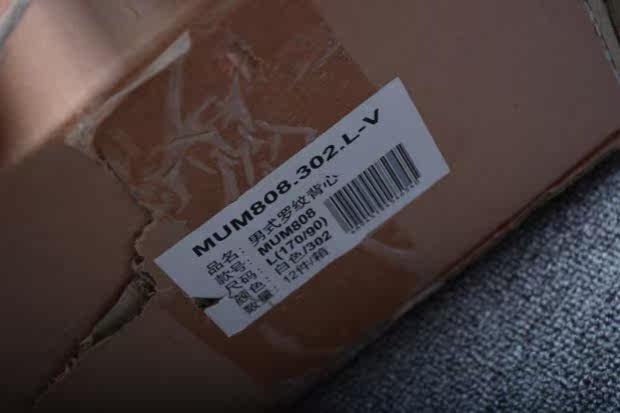 MUM808.302.L-V
品名：男式罗纹背心
款号：MUM808
尺码：L(170/90)
颜色：白色/302
数量：12件/箱